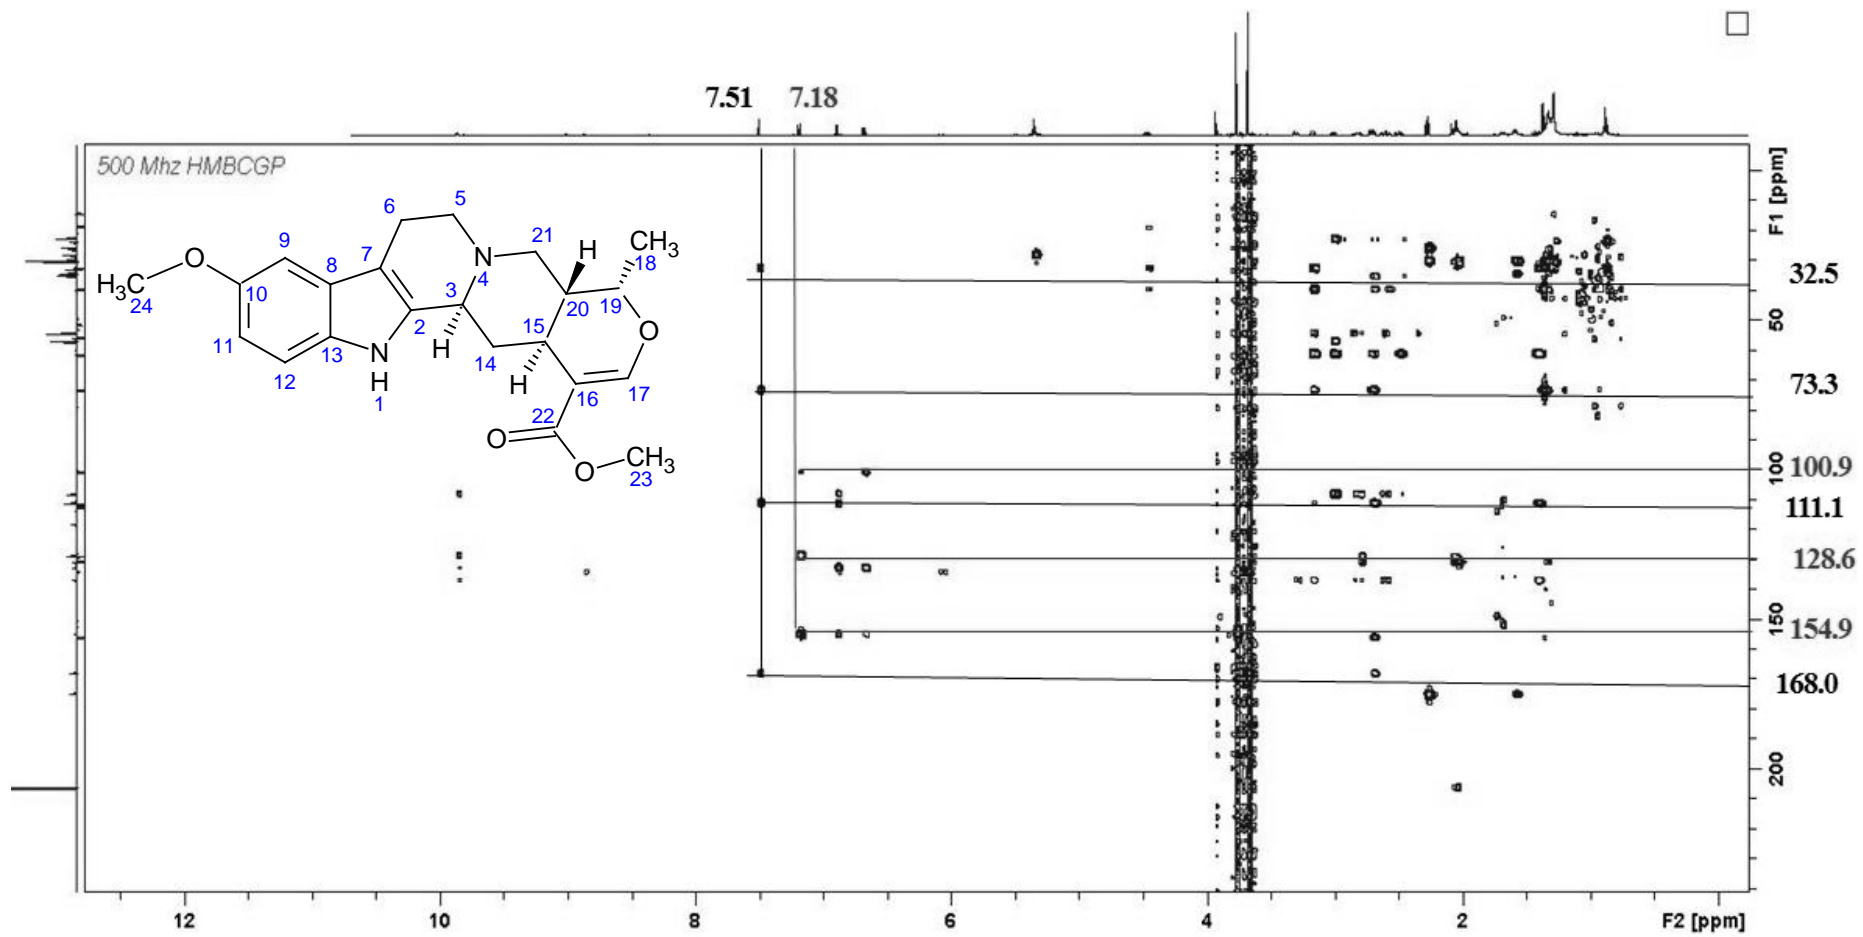 7.51 7.18
500 Mhz HMBCGP
F1 [ppm]
32.5
50
73.3
100
100.9
111.1
128.6
150
154.9
168.0
200
12 10 8 6 4 2 F2 [ppm]
6
5
9
7
N
21
H
CH3
O
8
4
18
H3C
10
3
20
19
24
15
O
2
11
13
N
H
14
12
H
H
16
17
1
22
O
CH3
O
23